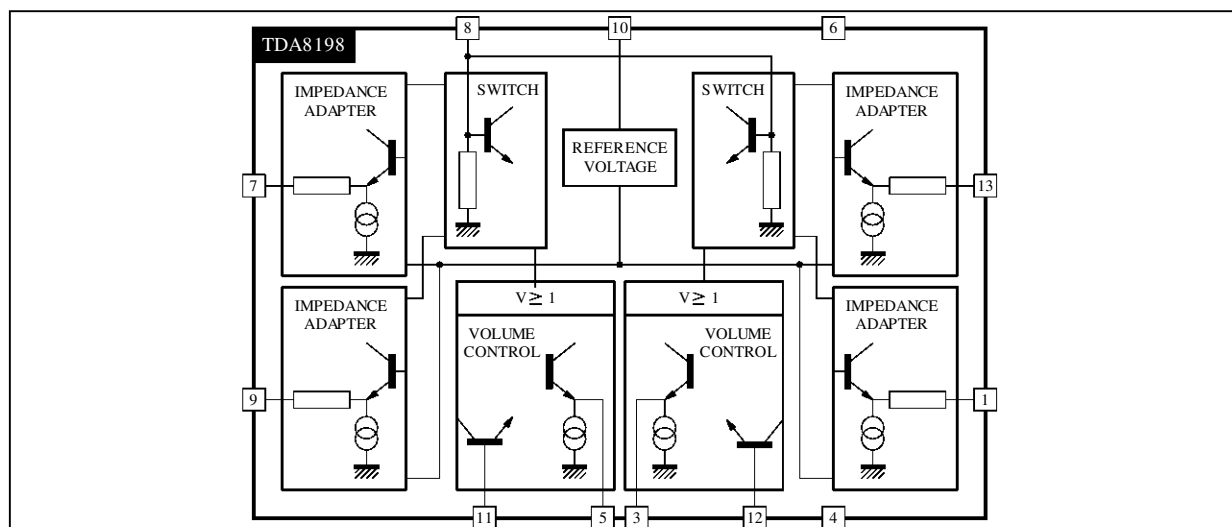 8
10
6
TDA8198
IMPEDANCE
ADAPTER
SWITCH
SWITCH
IMPEDANCE
ADAPTER
REFERENCE
VOLTAGE
7
13
IMPEDANCE
ADAPTER
V ≥ 1
V ≥ 1
IMPEDANCE
ADAPTER
VOLUME
CONTROL
VOLUME
CONTROL
9
1
11
5
3
12
4